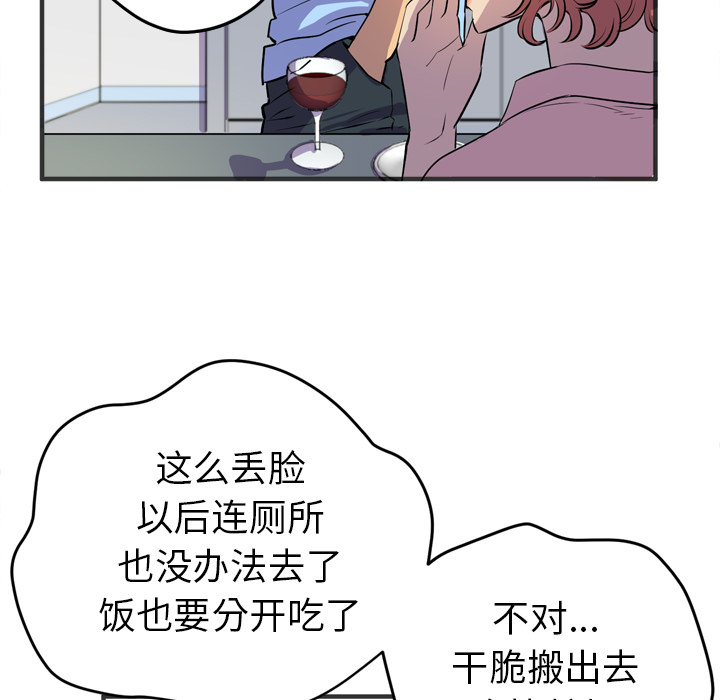 这么丢脸
以后连厕所
也没办法去了
饭也要分开吃了
不对...
干脆搬出去